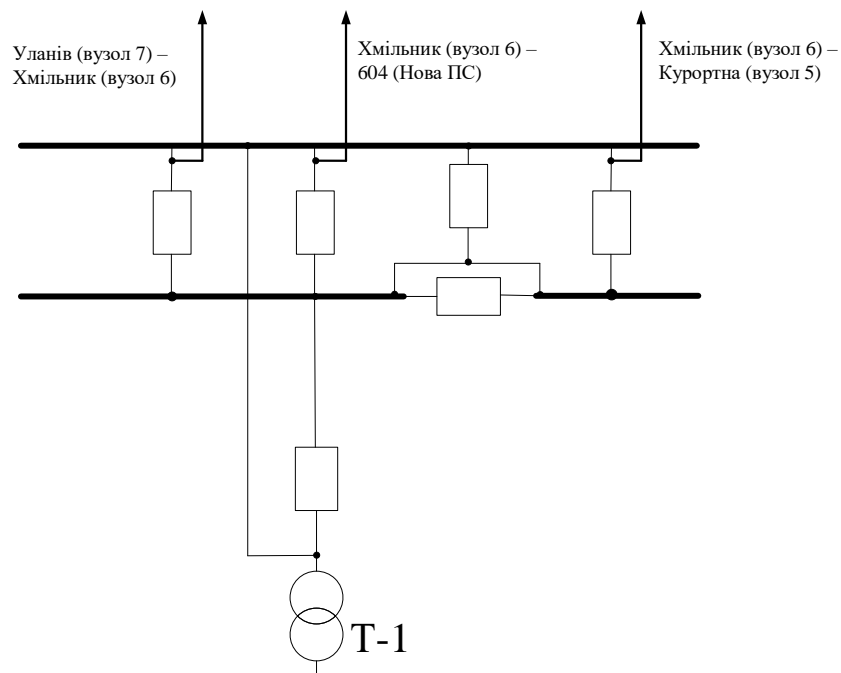 Уланів (вузол 7) –
Хмільник (вузол 6)
Хмільник (вузол 6) –
604 (Нова ПС)
Хмільник (вузол 6) –
Курортна (вузол 5)
Т-1